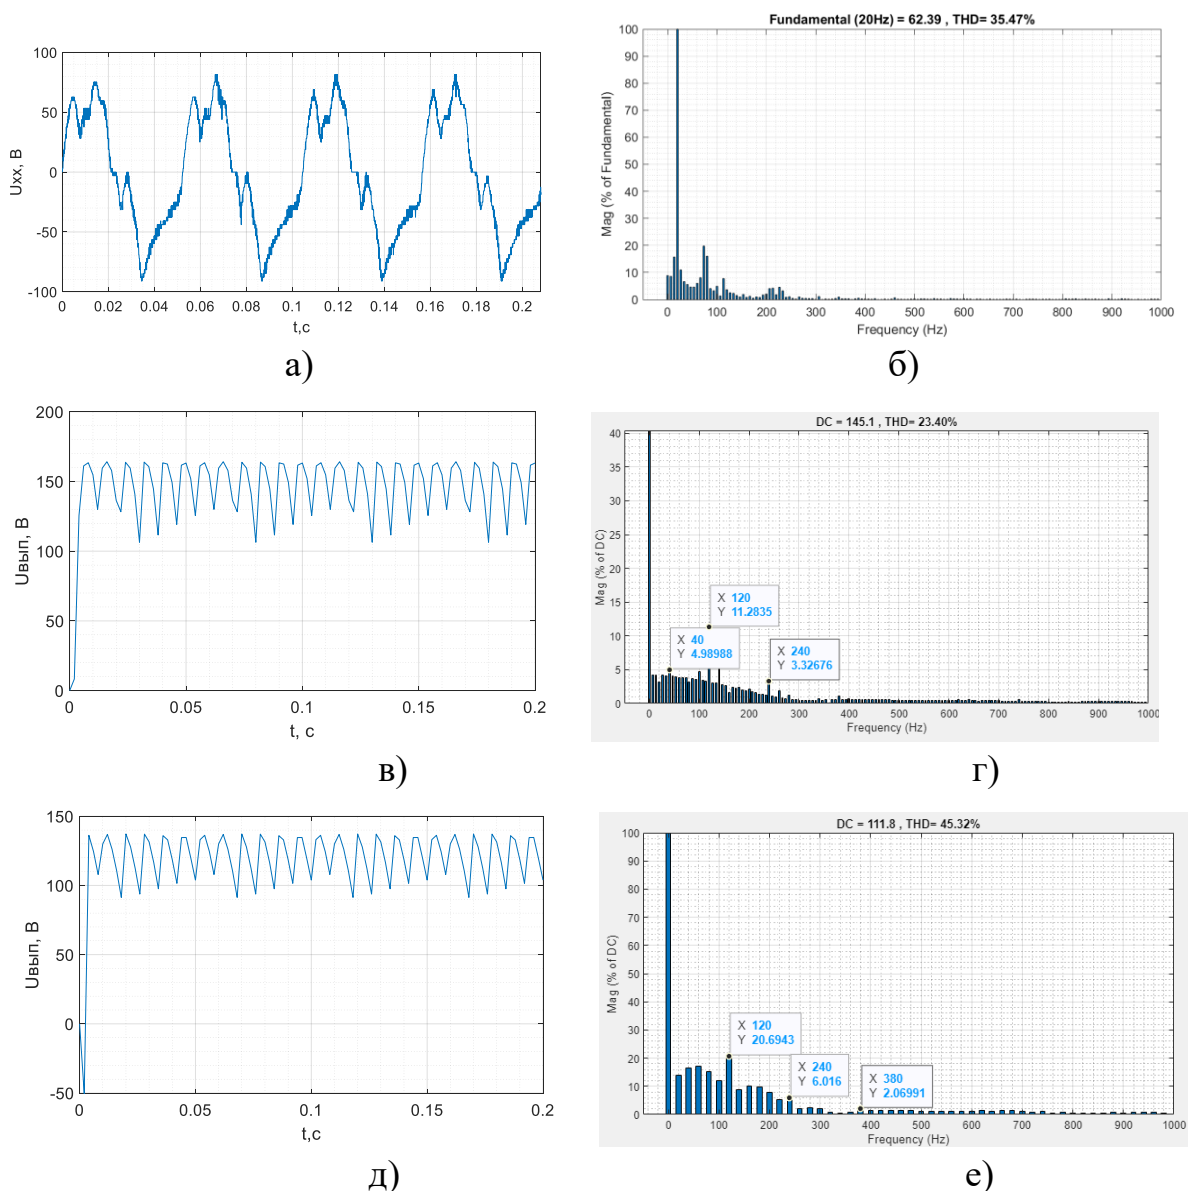 Fundamental (20Hz) = 62.39 , THD= 35.47%
100
50
0
-50
-100
Uxx, В
0 0.02 0.04 0.06 0.08 0.1 0.12 0.14 0.16 0.18 0.2
t,c
100
90
80
70
60
50
40
30
20
10
0
Mag (% of Fundamental)
0 100 200 300 400 500 600 700 800 900 1000
Frequency (Hz)
а)
б)
200
150
100
50
0
Uвып, В
0 0.05 0.1 0.15 0.2
t, c
DC = 145.1 , THD= 23.40%
40
35
30
25
20
15
10
5
0
Mag (% of DC)
X 120
Y 11.2835
X 40
Y 4.98988
X 240
Y 3.32676
0 100 200 300 400 500 600 700 800 900 1000
Frequency (Hz)
в)
г)
150
100
50
0
-50
Uвып, В
0 0.05 0.1 0.15 0.2
t,c
DC = 111.8 , THD= 45.32%
100
90
80
70
60
50
40
30
20
10
0
Mag (% of DC)
X 120
Y 20.6943
X 240
Y 6.016
X 380
Y 2.06991
0 100 200 300 400 500 600 700 800 900 1000
Frequency (Hz)
д)
е)